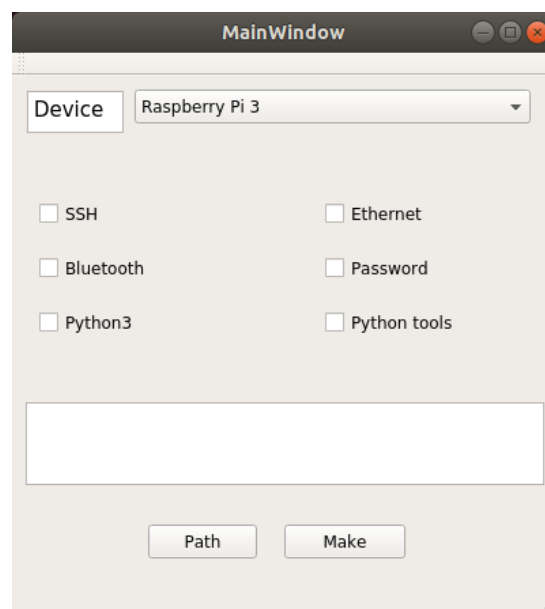 MainWindow
Device
Raspberry Pi 3
SSH
Ethernet
Bluetooth
Password
Python3
Python tools
Path
Make